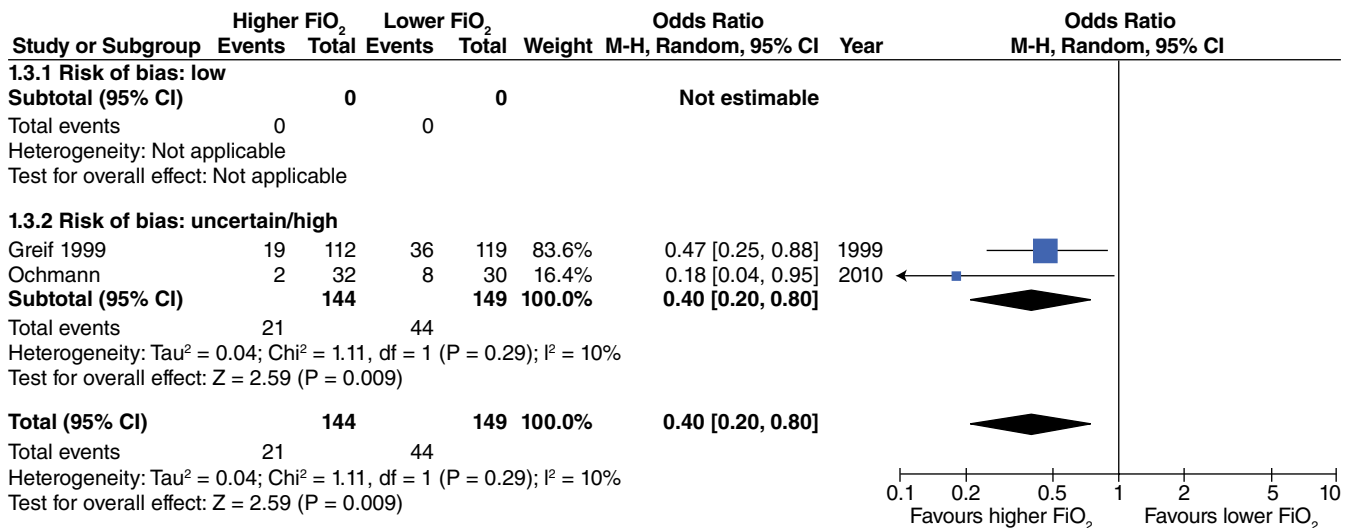 Higher FiO₂ Lower FiO₂ Odds Ratio Odds Ratio
Study or Subgroup Events Total Events Total Weight M-H, Random, 95% CI Year M-H, Random, 95% CI
1.3.1 Risk of bias: low
Subtotal (95% CI) 0 0 Not estimable
Total events 0 0
Heterogeneity: Not applicable
Test for overall effect: Not applicable
1.3.2 Risk of bias: uncertain/high
Greif 1999 19 112 36 119 83.6% 0.47 [0.25, 0.88] 1999
Ochmann 2 32 8 30 16.4% 0.18 [0.04, 0.95] 2010
Subtotal (95% CI) 144 149 100.0% 0.40 [0.20, 0.80]
Total events 21 44
Heterogeneity: Tau² = 0.04; Chi² = 1.11, df = 1 (P = 0.29); I² = 10%
Test for overall effect: Z = 2.59 (P = 0.009)
Total (95% CI) 144 149 100.0% 0.40 [0.20, 0.80]
Total events 21 44
Heterogeneity: Tau² = 0.04; Chi² = 1.11, df = 1 (P = 0.29); I² = 10%
Test for overall effect: Z = 2.59 (P = 0.009)
0.1 0.2 0.5 1 2 5 10
Favours higher FiO₂ Favours lower FiO₂